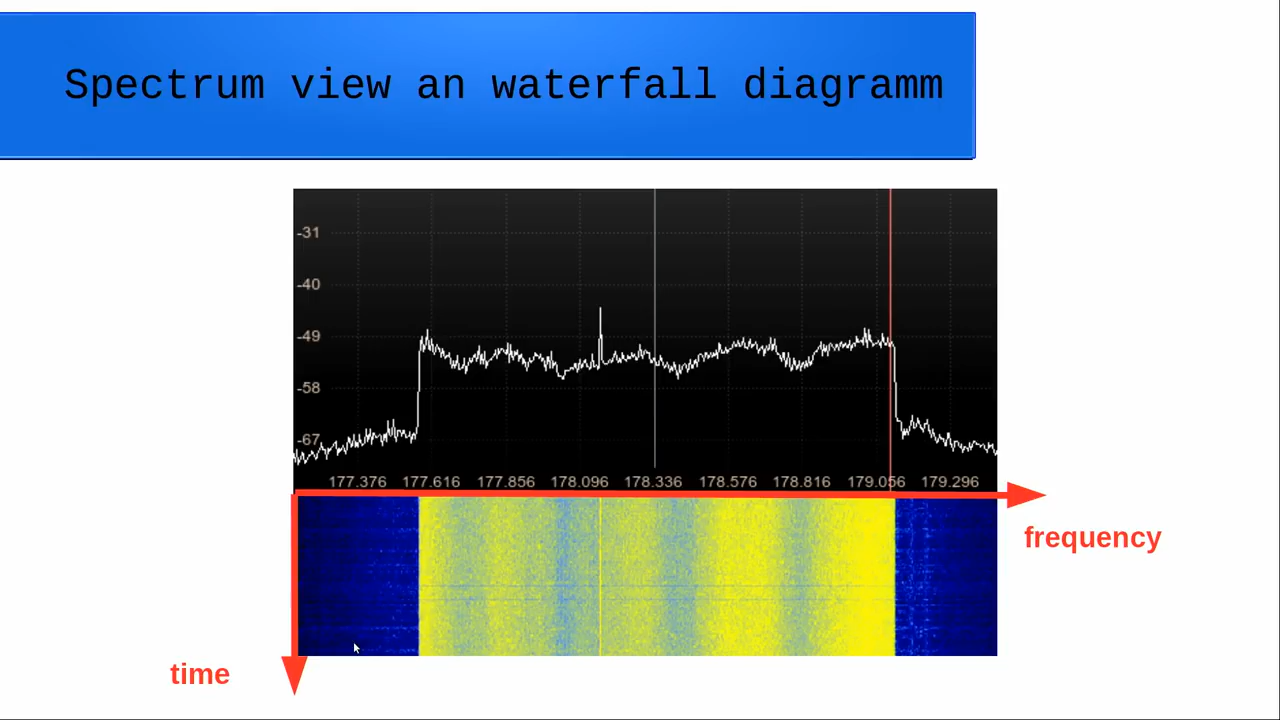 Spectrum view an waterfall diagramm
-31
-40
-49
-58
-67
177.376 177.616 177.856 178.096 178.336 178.576 178.816 179.056 179.296
frequency
time